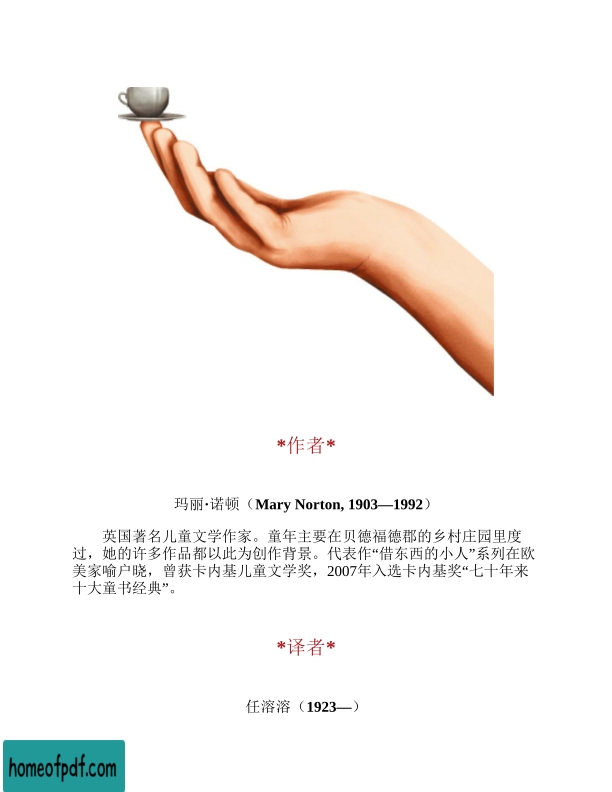 *作者*
玛丽·诺顿（Mary Norton, 1903—1992）
英国著名儿童文学作家。童年主要在贝德福德郡的乡村庄园里度
过，她的许多作品都以此为创作背景。代表作“借东西的小人”系列在欧
美家喻户晓，曾获卡内基儿童文学奖，2007年入选卡内基奖“七十年来
十大童书经典”。
*译者*
任溶溶（1923—）
homeofpdf.com